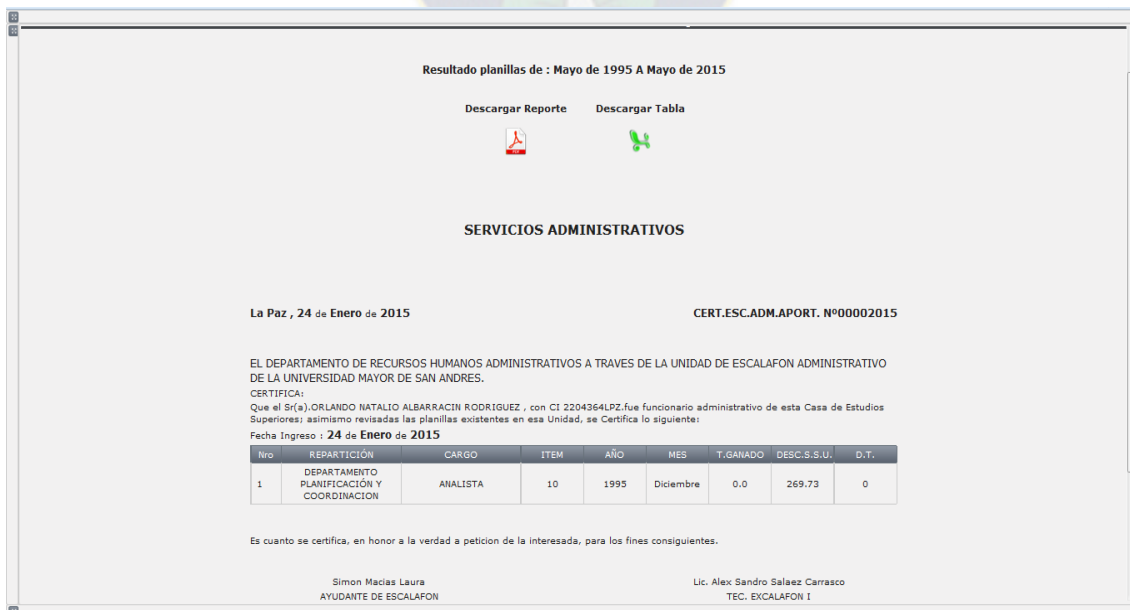 Resultado planillas de : Mayo de 1995 A Mayo de 2015
Descargar Reporte Descargar Tabla
SERVICIOS ADMINISTRATIVOS
La Paz , 24 de Enero de 2015 CERT.ESC.ADM.APORT. Nº00002015
EL DEPARTAMENTO DE RECURSOS HUMANOS ADMINISTRATIVOS A TRAVES DE LA UNIDAD DE ESCALAFON ADMINISTRATIVO
DE LA UNIVERSIDAD MAYOR DE SAN ANDRES.
CERTIFICA:
Que el Sr(a).ORLANDO NATALIO ALBARRACIN RODRIGUEZ , con CI 2204364LPZ.fue funcionario administrativo de esta Casa de Estudios
Superiores; asimismo revisadas las planillas existentes en esa Unidad, se Certifica lo siguiente:
Fecha Ingreso : 24 de Enero de 2015
Nro REPARTICIÓN CARGO ITEM AÑO MES T.GANADO DESC.S.S.U. D.T.
1 DEPARTAMENTO PLANIFICACIÓN Y COORDINACION ANALISTA 10 1995 Diciembre 0.0 269.73 0
Es cuanto se certifica, en honor a la verdad a peticion de la interesada, para los fines consiguientes.
Simon Macias Laura Lic. Alex Sandro Salaez Carrasco
AYUDANTE DE ESCALAFON TEC. EXCALAFON I